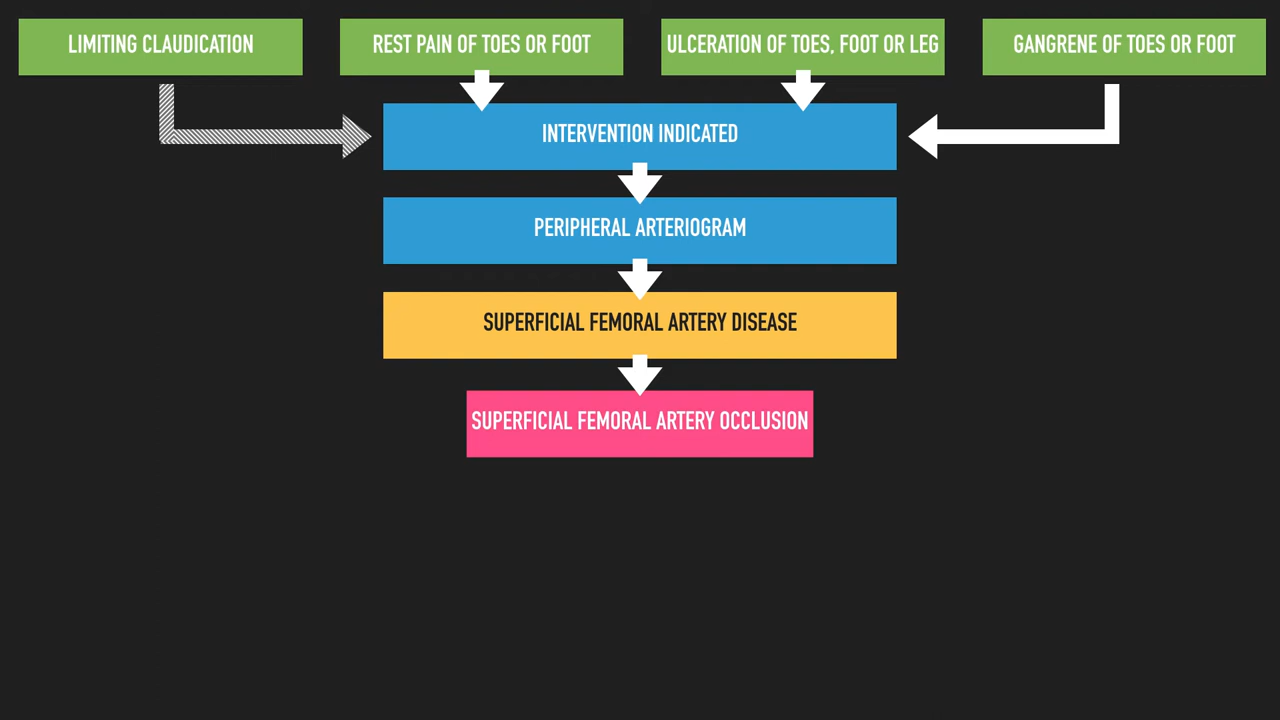 LIMITING CLAUDICATION
REST PAIN OF TOES OR FOOT
ULCERATION OF TOES, FOOT OR LEG
GANGRENE OF TOES OR FOOT
INTERVENTION INDICATED
PERIPHERAL ARTERIOGRAM
SUPERFICIAL FEMORAL ARTERY DISEASE
SUPERFICIAL FEMORAL ARTERY OCCLUSION